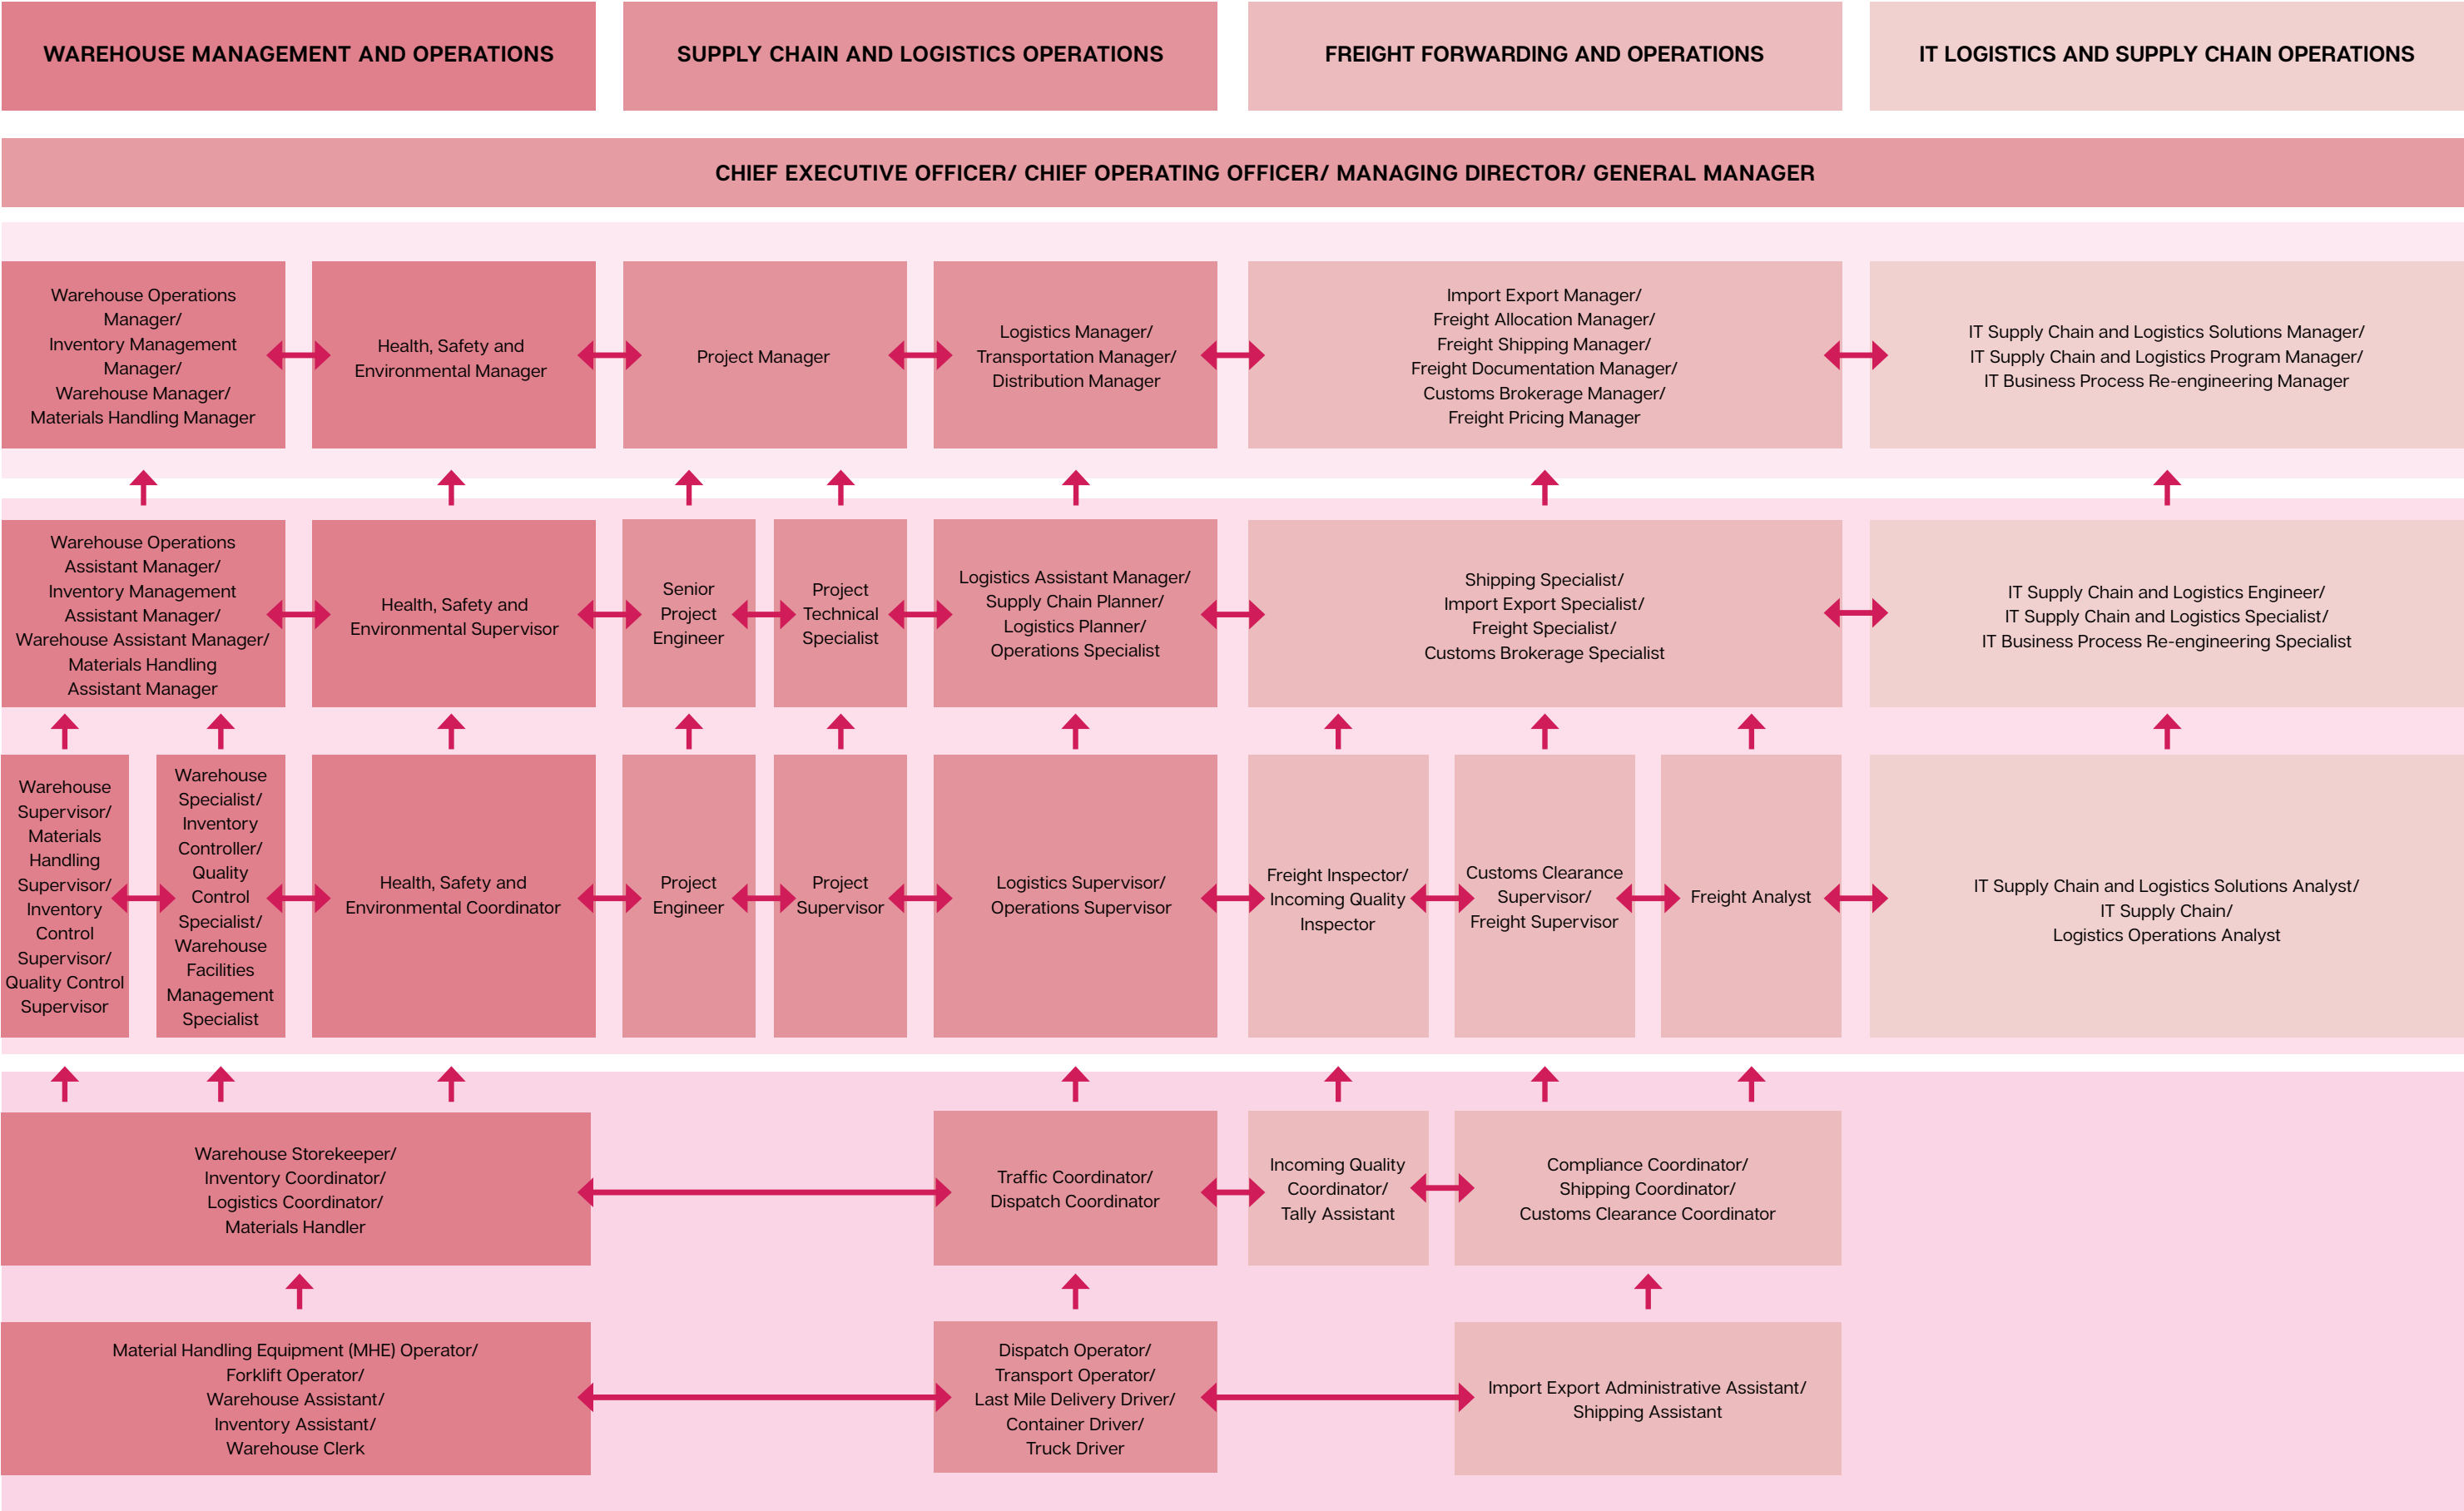 WAREHOUSE MANAGEMENT AND OPERATIONS
SUPPLY CHAIN AND LOGISTICS OPERATIONS
FREIGHT FORWARDING AND OPERATIONS
IT LOGISTICS AND SUPPLY CHAIN OPERATIONS
CHIEF EXECUTIVE OFFICER/ CHIEF OPERATING OFFICER/ MANAGING DIRECTOR/ GENERAL MANAGER
Warehouse Operations
Manager/
Inventory Management
Manager/
Warehouse Manager/
Materials Handling Manager
Health, Safety and
Environmental Manager
Project Manager
Logistics Manager/
Transportation Manager/
Distribution Manager
Import Export Manager/
Freight Allocation Manager/
Freight Shipping Manager/
Freight Documentation Manager/
Customs Brokerage Manager/
Freight Pricing Manager
IT Supply Chain and Logistics Solutions Manager/
IT Supply Chain and Logistics Program Manager/
IT Business Process Re-engineering Manager
Warehouse Operations
Assistant Manager/
Inventory Management
Assistant Manager/
Warehouse Assistant Manager/
Materials Handling
Assistant Manager
Health, Safety and
Environmental Supervisor
Senior
Project
Engineer
Project
Technical
Specialist
Logistics Assistant Manager/
Supply Chain Planner/
Logistics Planner/
Operations Specialist
Shipping Specialist/
Import Export Specialist/
Freight Specialist/
Customs Brokerage Specialist
IT Supply Chain and Logistics Engineer/
IT Supply Chain and Logistics Specialist/
IT Business Process Re-engineering Specialist
Warehouse
Supervisor/
Materials
Handling
Supervisor/
Inventory
Control
Supervisor/
Quality Control
Supervisor
Warehouse
Specialist/
Inventory
Controller/
Quality
Control
Specialist/
Warehouse
Facilities
Management
Specialist
Health, Safety and
Environmental Coordinator
Project
Engineer
Project
Supervisor
Logistics Supervisor/
Operations Supervisor
Freight Inspector/
Incoming Quality
Inspector
Customs Clearance
Supervisor/
Freight Supervisor
Freight Analyst
IT Supply Chain and Logistics Solutions Analyst/
IT Supply Chain/
Logistics Operations Analyst
Warehouse Storekeeper/
Inventory Coordinator/
Logistics Coordinator/
Materials Handler
Traffic Coordinator/
Dispatch Coordinator
Incoming Quality
Coordinator/
Tally Assistant
Compliance Coordinator/
Shipping Coordinator/
Customs Clearance Coordinator
Material Handling Equipment (MHE) Operator/
Forklift Operator/
Warehouse Assistant/
Inventory Assistant/
Warehouse Clerk
Dispatch Operator/
Transport Operator/
Last Mile Delivery Driver/
Container Driver/
Truck Driver
Import Export Administrative Assistant/
Shipping Assistant